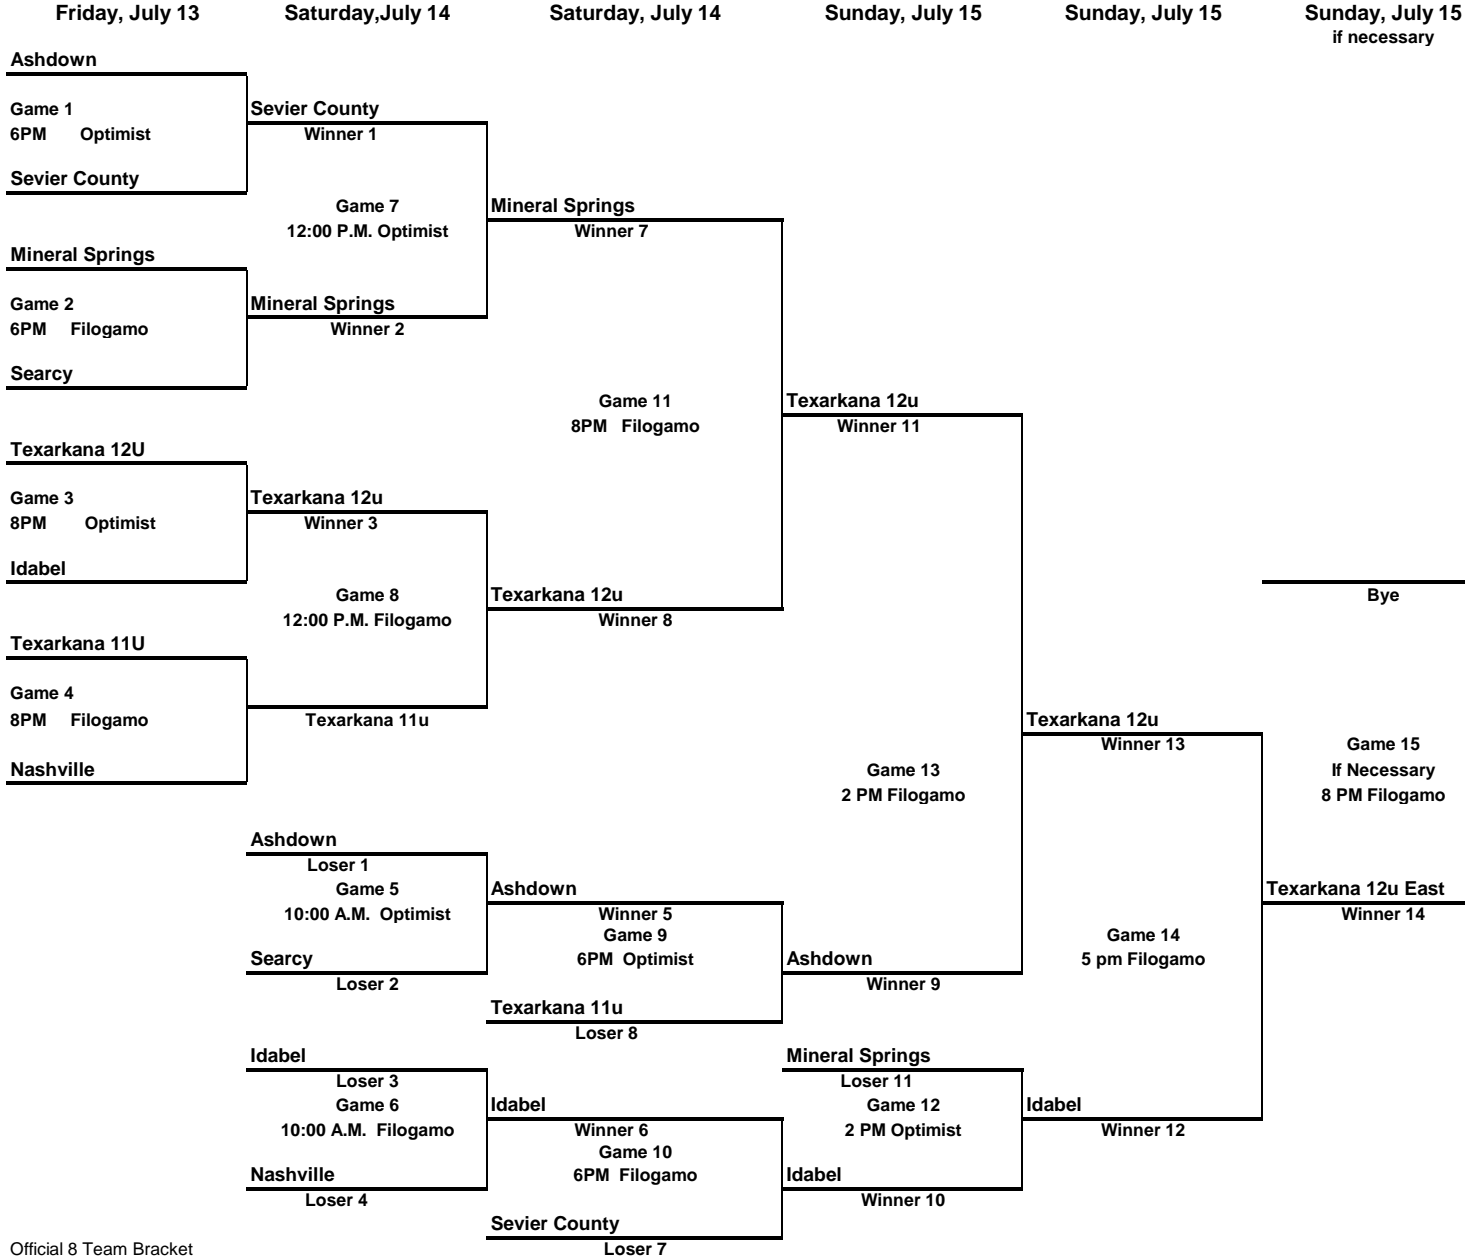 Friday, July 13
Saturday,July 14
Saturday, July 14
Sunday, July 15
Sunday, July 15
Sunday, July 15
if necessary
Ashdown
Game 1
6PM Optimist
Sevier County
Mineral Springs
Game 2
6PM Filogamo
Searcy
Texarkana 12U
Game 3
8PM Optimist
Idabel
Texarkana 11U
Game 4
8PM Filogamo
Nashville
Sevier County
Winner 1
Game 7
12:00 P.M. Optimist
Mineral Springs
Winner 2
Texarkana 12u
Winner 3
Game 8
12:00 P.M. Filogamo
Texarkana 11u
Ashdown
Loser 1
Game 5
10:00 A.M. Optimist
Searcy
Loser 2
Idabel
Loser 3
Game 6
10:00 A.M. Filogamo
Nashville
Loser 4
Mineral Springs
Winner 7
Game 11
8PM Filogamo
Texarkana 12u
Winner 8
Ashdown
Winner 5
Game 9
6PM Optimist
Texarkana 11u
Loser 8
Idabel
Winner 6
Game 10
6PM Filogamo
Sevier County
Loser 7
Texarkana 12u
Winner 11
Game 13
2 PM Filogamo
Ashdown
Winner 9
Mineral Springs
Loser 11
Game 12
2 PM Optimist
Idabel
Winner 10
Texarkana 12u
Winner 13
Game 14
5 pm Filogamo
Idabel
Winner 12
Bye
Game 15
If Necessary
8 PM Filogamo
Texarkana 12u East
Winner 14
Official 8 Team Bracket